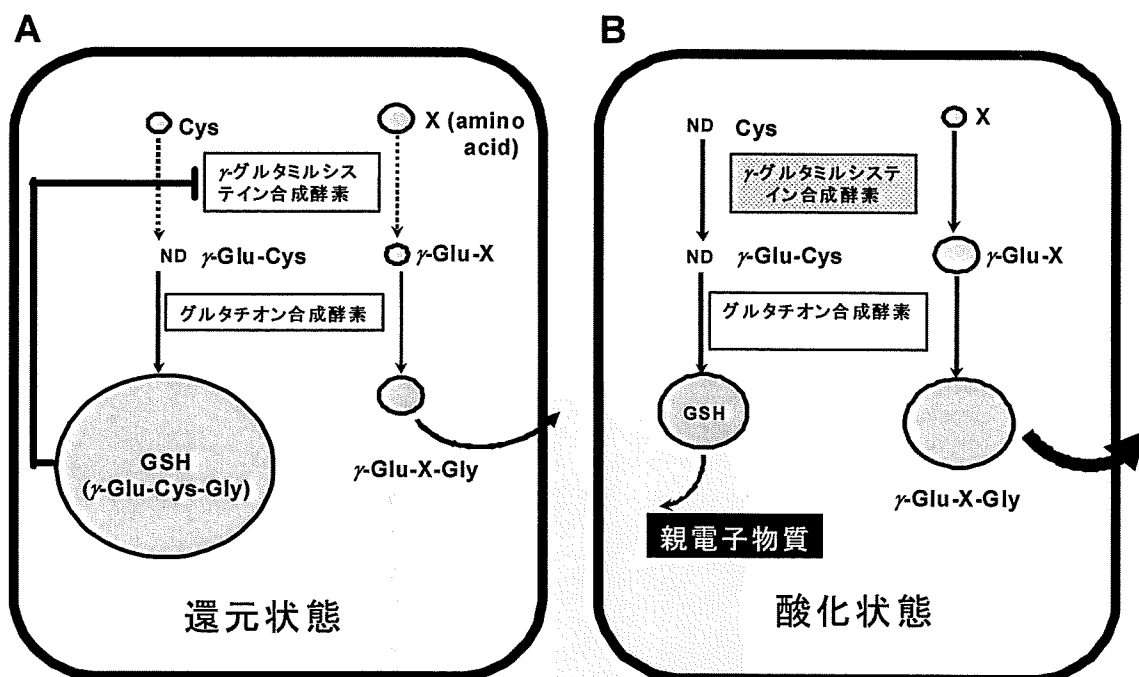 A
Cys
X (amino
acid)
γ-グルタミルシス
テイン合成酵素
ND γ-Glu-Cys
γ-Glu-X
グルタチオン合成酵素
GSH
(γ-Glu-Cys-Gly)
γ-Glu-X-Gly
還元状態
B
ND Cys
X
γ-グルタミルシステ
イン合成酵素
ND γ-Glu-Cys
γ-Glu-X
グルタチオン合成酵素
GSH
γ-Glu-X-Gly
親電子物質
酸化状態